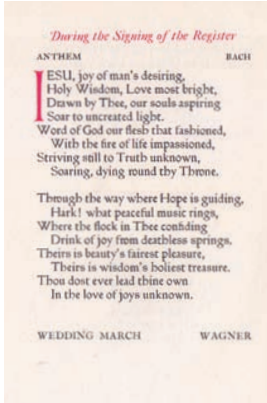 During the Signing of the Register
ANTHEM BACH
JESU, joy of man's desiring,
Holy Wisdom, Love most bright,
Drawn by Thee, our souls aspiring
Soar to uncreated light.
Word of God our flesh that fashioned,
With the fire of life impassioned,
Striving still to Truth unknown,
Soaring, dying round thy Throne.
Through the way where Hope is guiding,
Hark! what peaceful music rings,
Where the flock in Thee confiding
Drink of joy from deathless springs.
Theirs is beauty's fairest pleasure,
Theirs is wisdom's holiest treasure.
Thou dost ever lead thine own
In the love of joys unknown.
WEDDING MARCH WAGNER